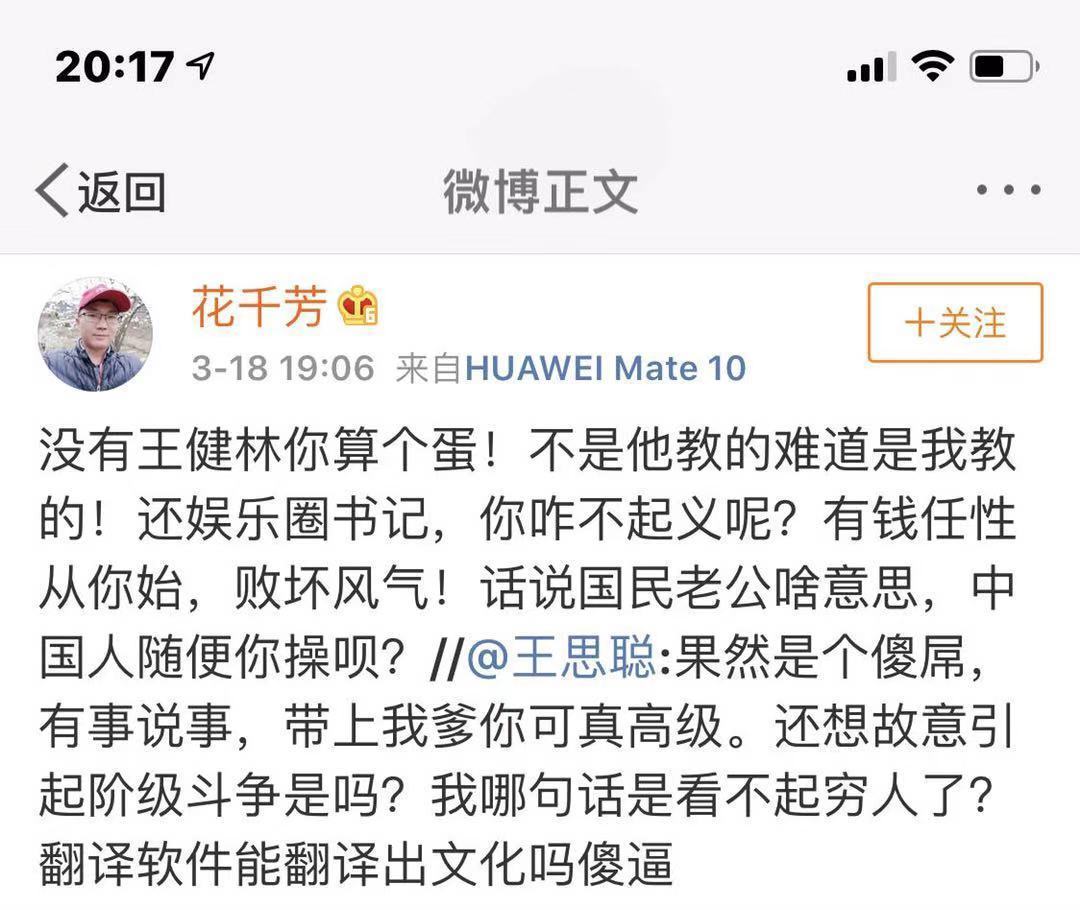 20:17
返回
微博正文
花千芳
6
十关注
3-18 19:06 来自HUAWEI Mate 10
没有王健林你算个蛋！不是他教的难道是我教
的！还娱乐圈书记，你咋不起义呢？有钱任性
从你始，败坏风气！话说国民老公啥意思，中
国人随便你操呗？//@王思聪:果然是个傻屌，
有事说事，带上我爹你可真高级。还想故意引
起阶级斗争是吗？我哪句话是看不起穷人了？
翻译软件能翻译出文化吗傻逼